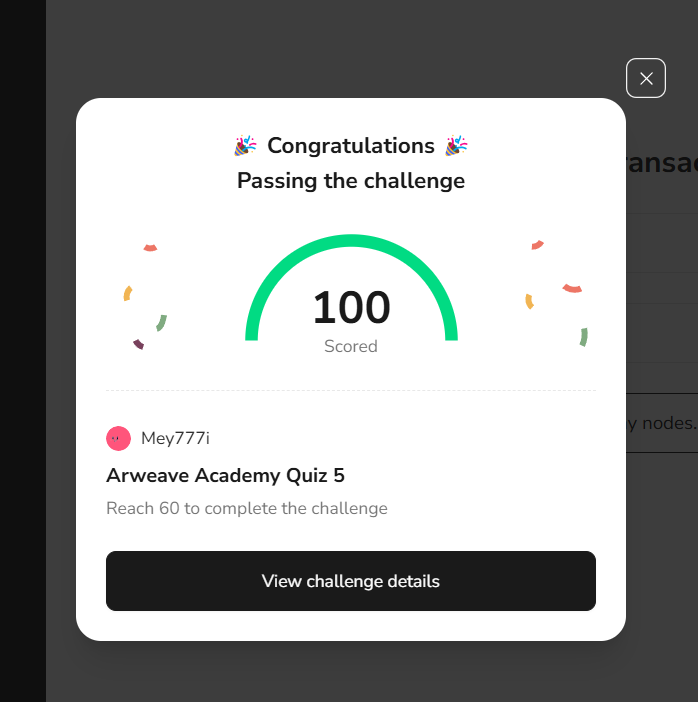 🎉 Congratulations 🎉
Passing the challenge
100
Scored
Mey777i
Arweave Academy Quiz 5
Reach 60 to complete the challenge
View challenge details
nodes.